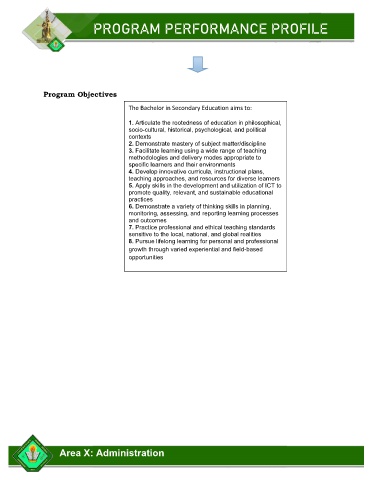 PROGRAM PERFORMANCE PROFILE
Program Objectives
The Bachelor in Secondary Education aims to:
1. Articulate the rootedness of education in philosophical,
socio-cultural, historical, psychological, and political
contexts
2. Demonstrate mastery of subject matter/discipline
3. Facilitate learning using a wide range of teaching
methodologies and delivery modes appropriate to
specific learners and their environments
4. Develop innovative curricula, instructional plans,
teaching approaches, and resources for diverse learners
5. Apply skills in the development and utilization of ICT to
promote quality, relevant, and sustainable educational
practices
6. Demonstrate a variety of thinking skills in planning,
monitoring, assessing, and reporting learning processes
and outcomes
7. Practice professional and ethical teaching standards
sensitive to the local, national, and global realities
8. Pursue lifelong learning for personal and professional
growth through varied experiential and field-based
opportunities
Area X: Administration